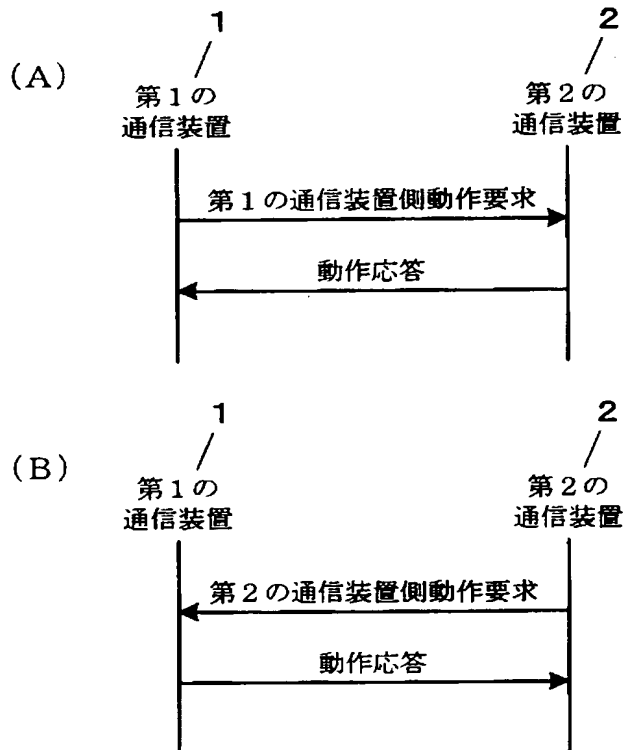 1
2
(A)
第1の
通信装置
第2の
通信装置
第1の通信装置側動作要求
動作応答
1
2
(B)
第1の
通信装置
第2の
通信装置
第2の通信装置側動作要求
動作応答